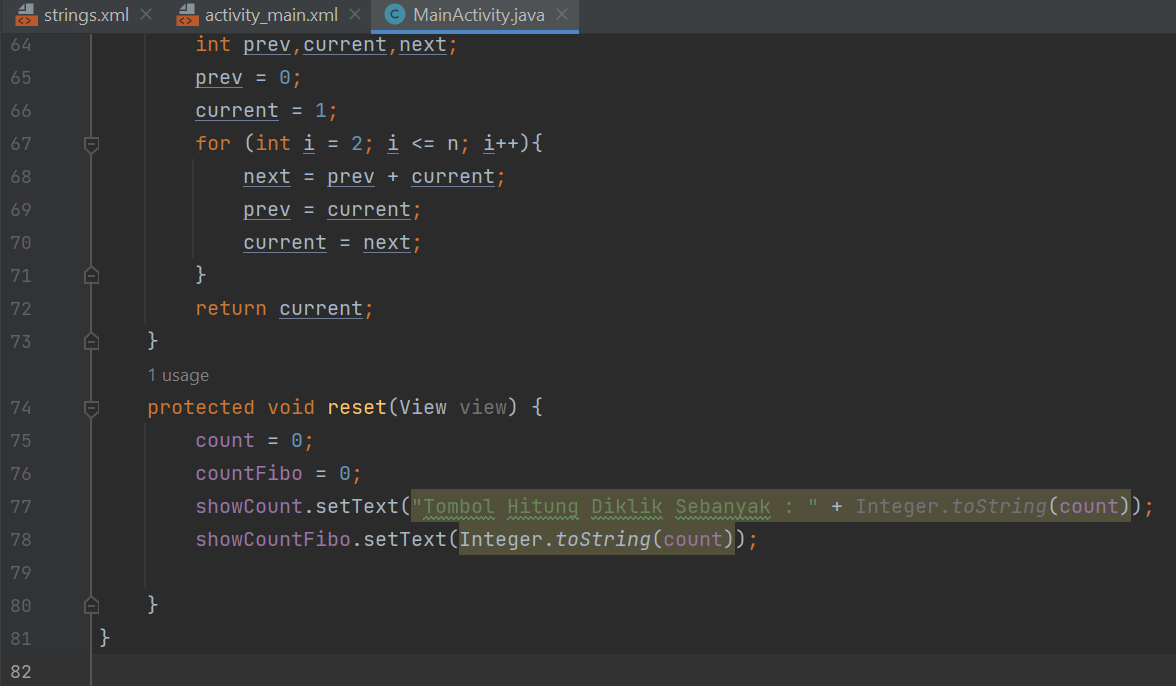 strings.xml activity_main.xml MainActivity.java
64 int prev,current,next;
65 prev = 0;
66 current = 1;
67 for (int i = 2; i <= n; i++){
68 next = prev + current;
69 prev = current;
70 current = next;
71 }
72 return current;
73 }
1 usage
74 protected void reset(View view) {
75 count = 0;
76 countFibo = 0;
77 showCount.setText("Tombol Hitung Diklik Sebanyak : " + Integer.toString(count));
78 showCountFibo.setText(Integer.toString(count));
79
80 }
81 }
82